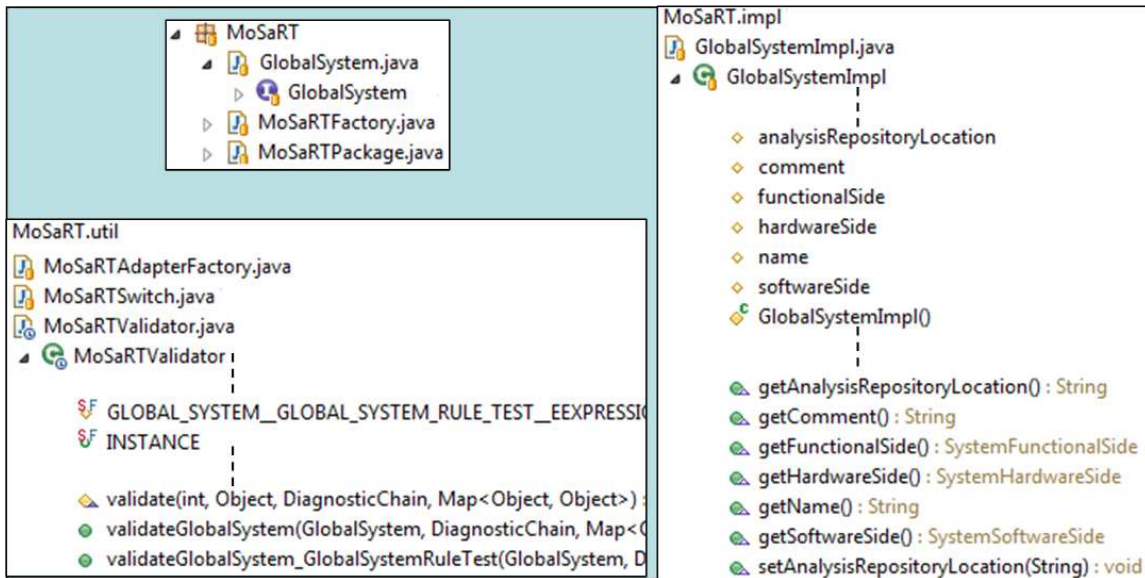 MoSaRT
GlobalSystem.java
GlobalSystem
MoSaRTFactory.java
MoSaRTPackage.java
MoSaRT.util
MoSaRTAdapterFactory.java
MoSaRTSwitch.java
MoSaRTValidator.java
MoSaRTValidator
GLOBAL_SYSTEM__GLOBAL_SYSTEM_RULE_TEST__EEXPRESSIO
INSTANCE
validate(int, Object, DiagnosticChain, Map<Object, Object>) :
validateGlobalSystem(GlobalSystem, DiagnosticChain, Map<O
validateGlobalSystem_GlobalSystemRuleTest(GlobalSystem, D
MoSaRT.impl
GlobalSystemImpl.java
GlobalSystemImpl
analysisRepositoryLocation
comment
functionalSide
hardwareSide
name
softwareSide
GlobalSystemImpl()
getAnalysisRepositoryLocation() : String
getComment() : String
getFunctionalSide() : SystemFunctionalSide
getHardwareSide() : SystemHardwareSide
getName() : String
getSoftwareSide() : SystemSoftwareSide
setAnalysisRepositoryLocation(String) : void